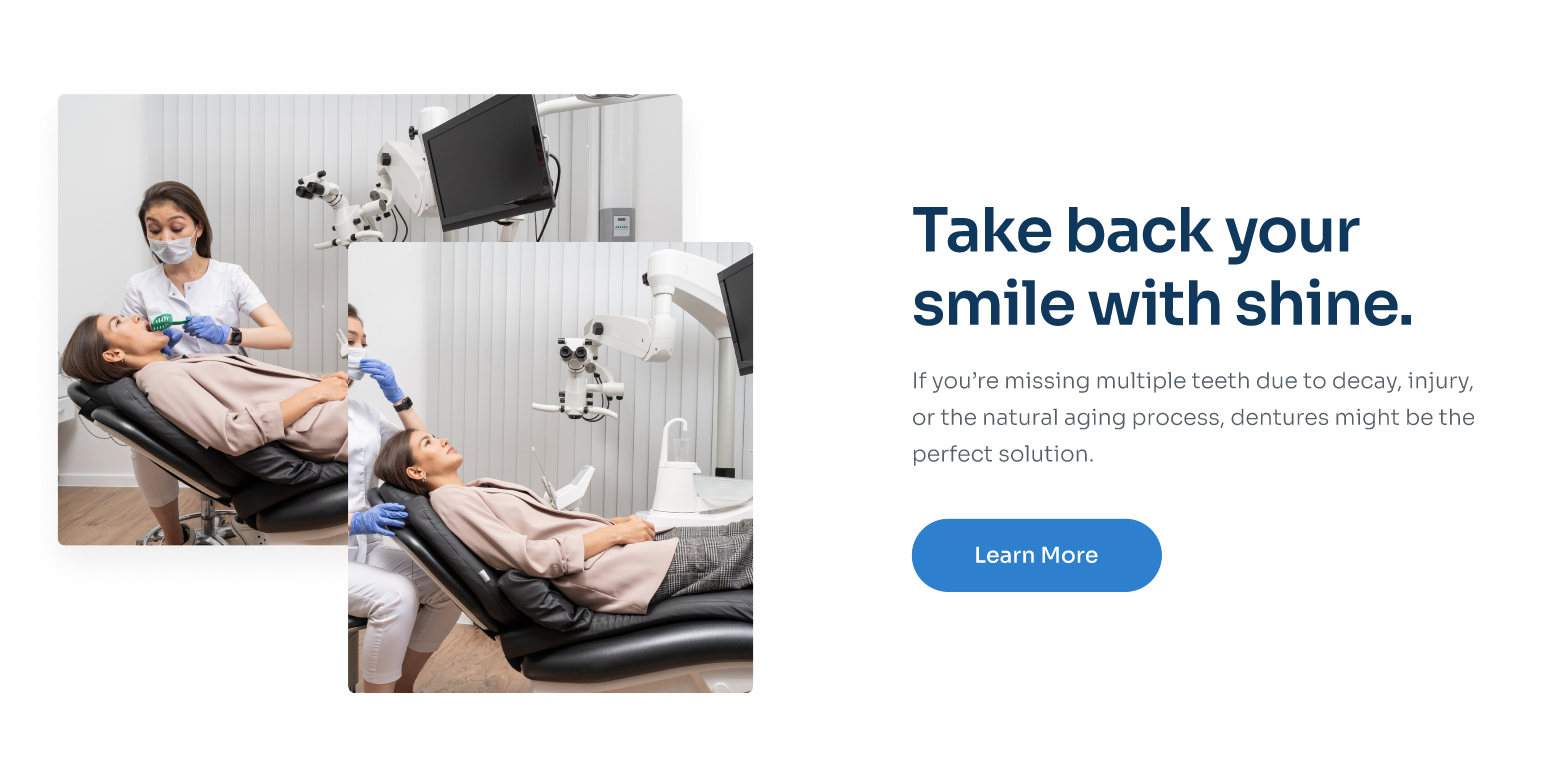 Take back your
smile with shine.
If you’re missing multiple teeth due to decay, injury,
or the natural aging process, dentures might be the
perfect solution.
Learn More